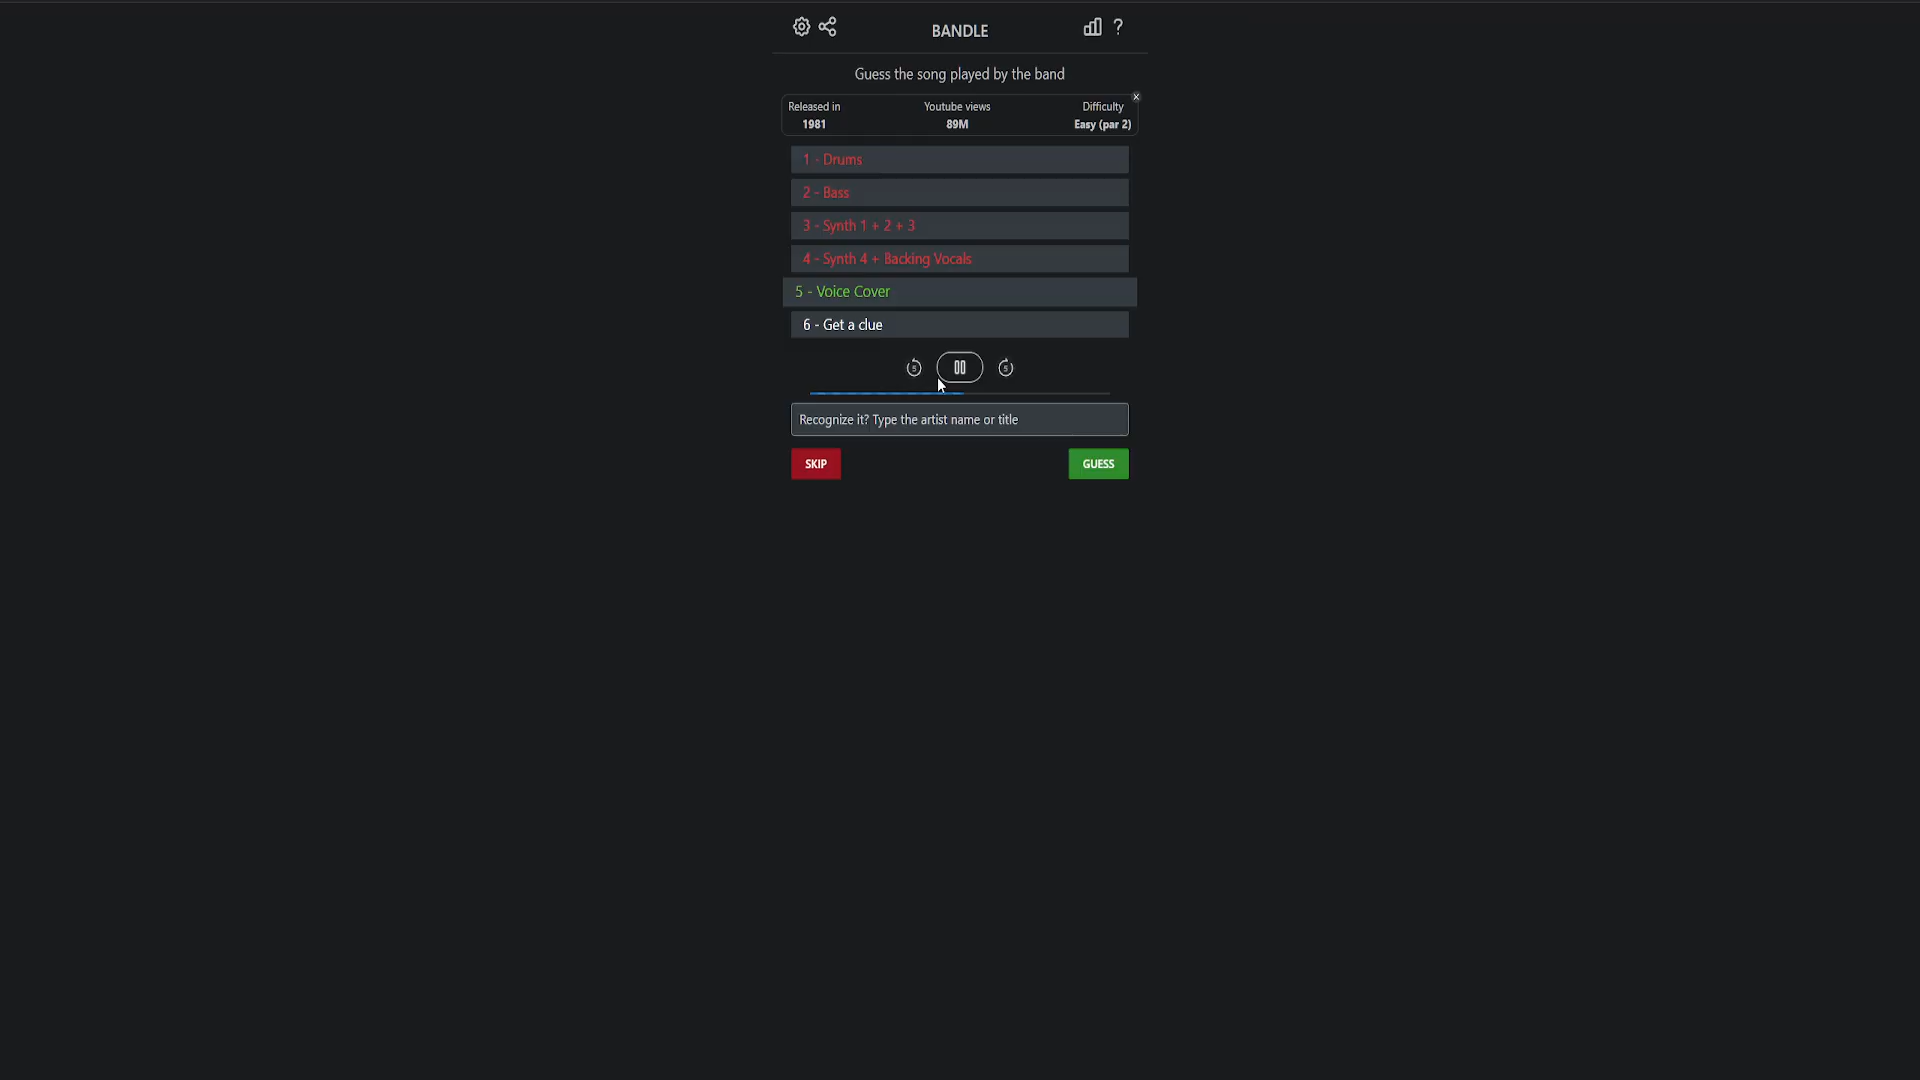 BANDLE
?
Guess the song played by the band
Released in
1981
Youtube views
89M
Difficulty
Easy (par 2)
x
1 - Drums
2 - Bass
3 - Synth 1 + 2 + 3
4 - Synth 4 + Backing Vocals
5 - Voice Cover
6 - Get a clue
5
5
Recognize it? Type the artist name or title
SKIP
GUESS